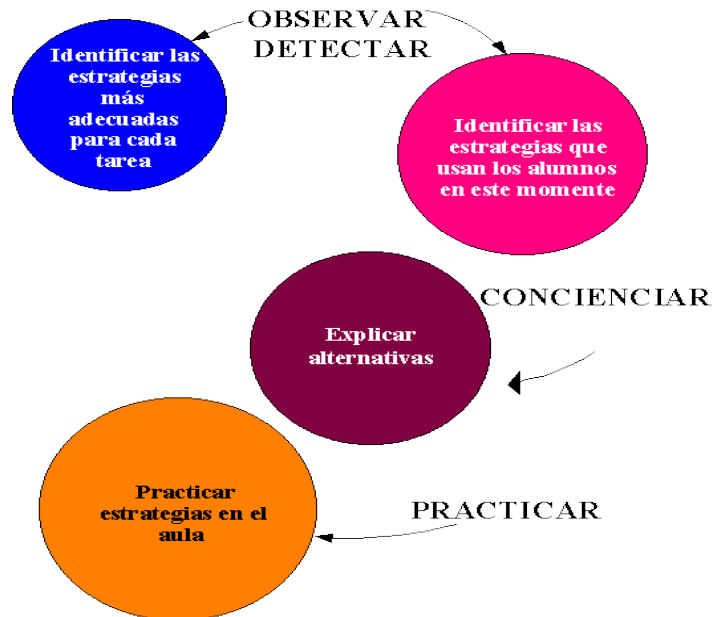 OBSERVAR
DETECTAR
Identificar las
estrategias
más
adecuadas
para cada
tarea
Identificar las
estrategias que
usan los alumnos
en este momente
CONCIENCIAR
Explicar
alternativas
Practicar
estrategias en el
aula
PRACTICAR